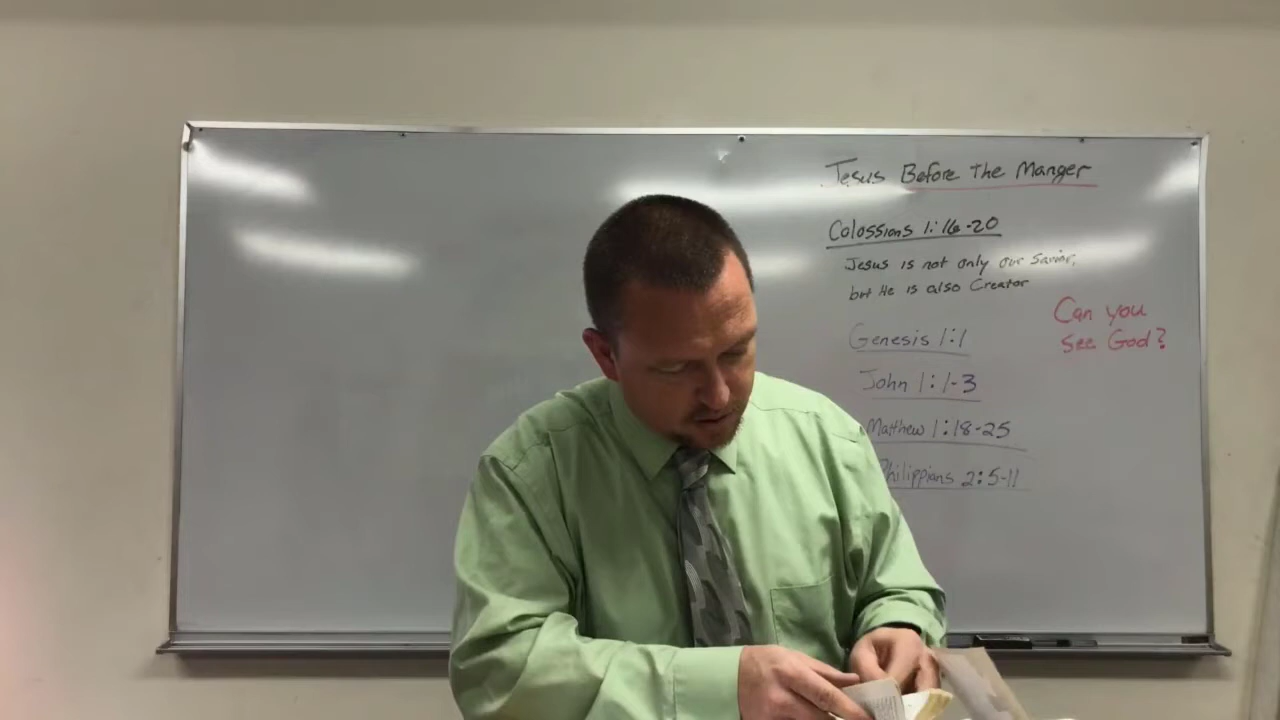 Jesus Before the Manger
Colossians 1:16-20
Jesus is not only our Savior,
but He is also Creator
Can you
see God?
Genesis 1:1
John 1:1-3
Matthew 1:18-25
hilippians 2:5-11